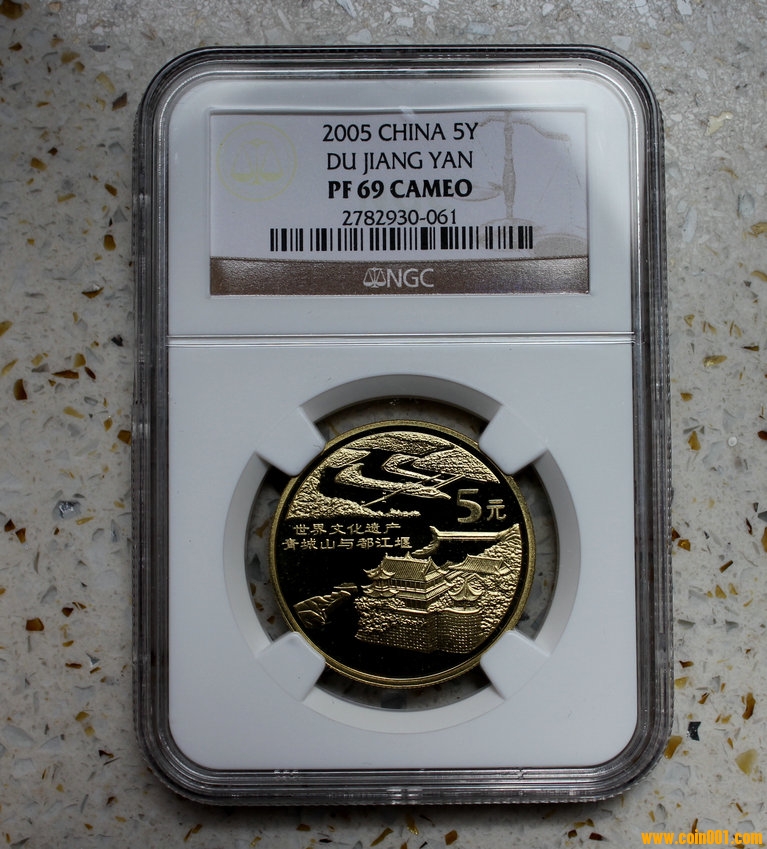 2005 CHINA 5Y
DU JIANG YAN
PF 69 CAMEO
2782930-061
NGC
5元
世界文化遗产
青城山与都江堰
www.coin001.com